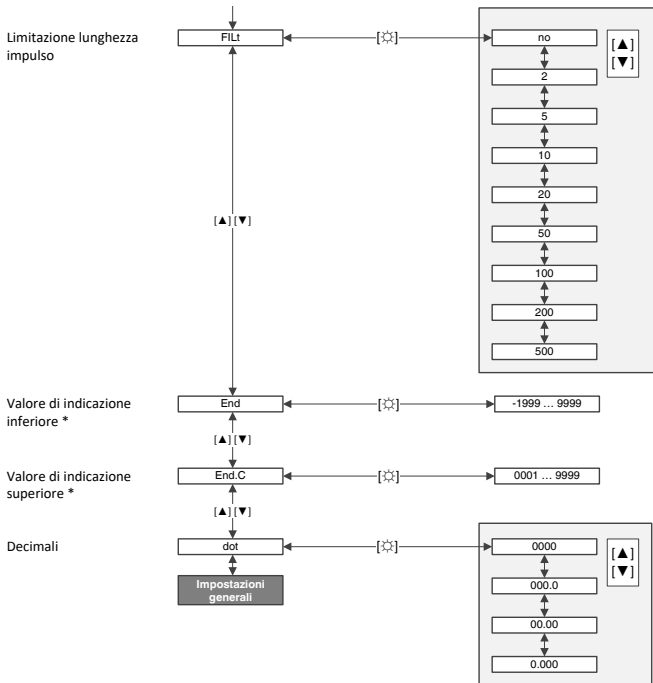 Limitazione lunghezza
impulso
FILt
[☼]
no
[▲]
[▼]
2
5
10
20
[▲] [▼]
50
100
200
500
Valore di indicazione
inferiore *
End
[☼]
-1999 ... 9999
[▲] [▼]
Valore di indicazione
superiore *
End.C
[☼]
0001 ... 9999
[▲] [▼]
Decimali
dot
[☼]
0000
[▲]
[▼]
Impostazioni
generali
000.0
00.00
0.000